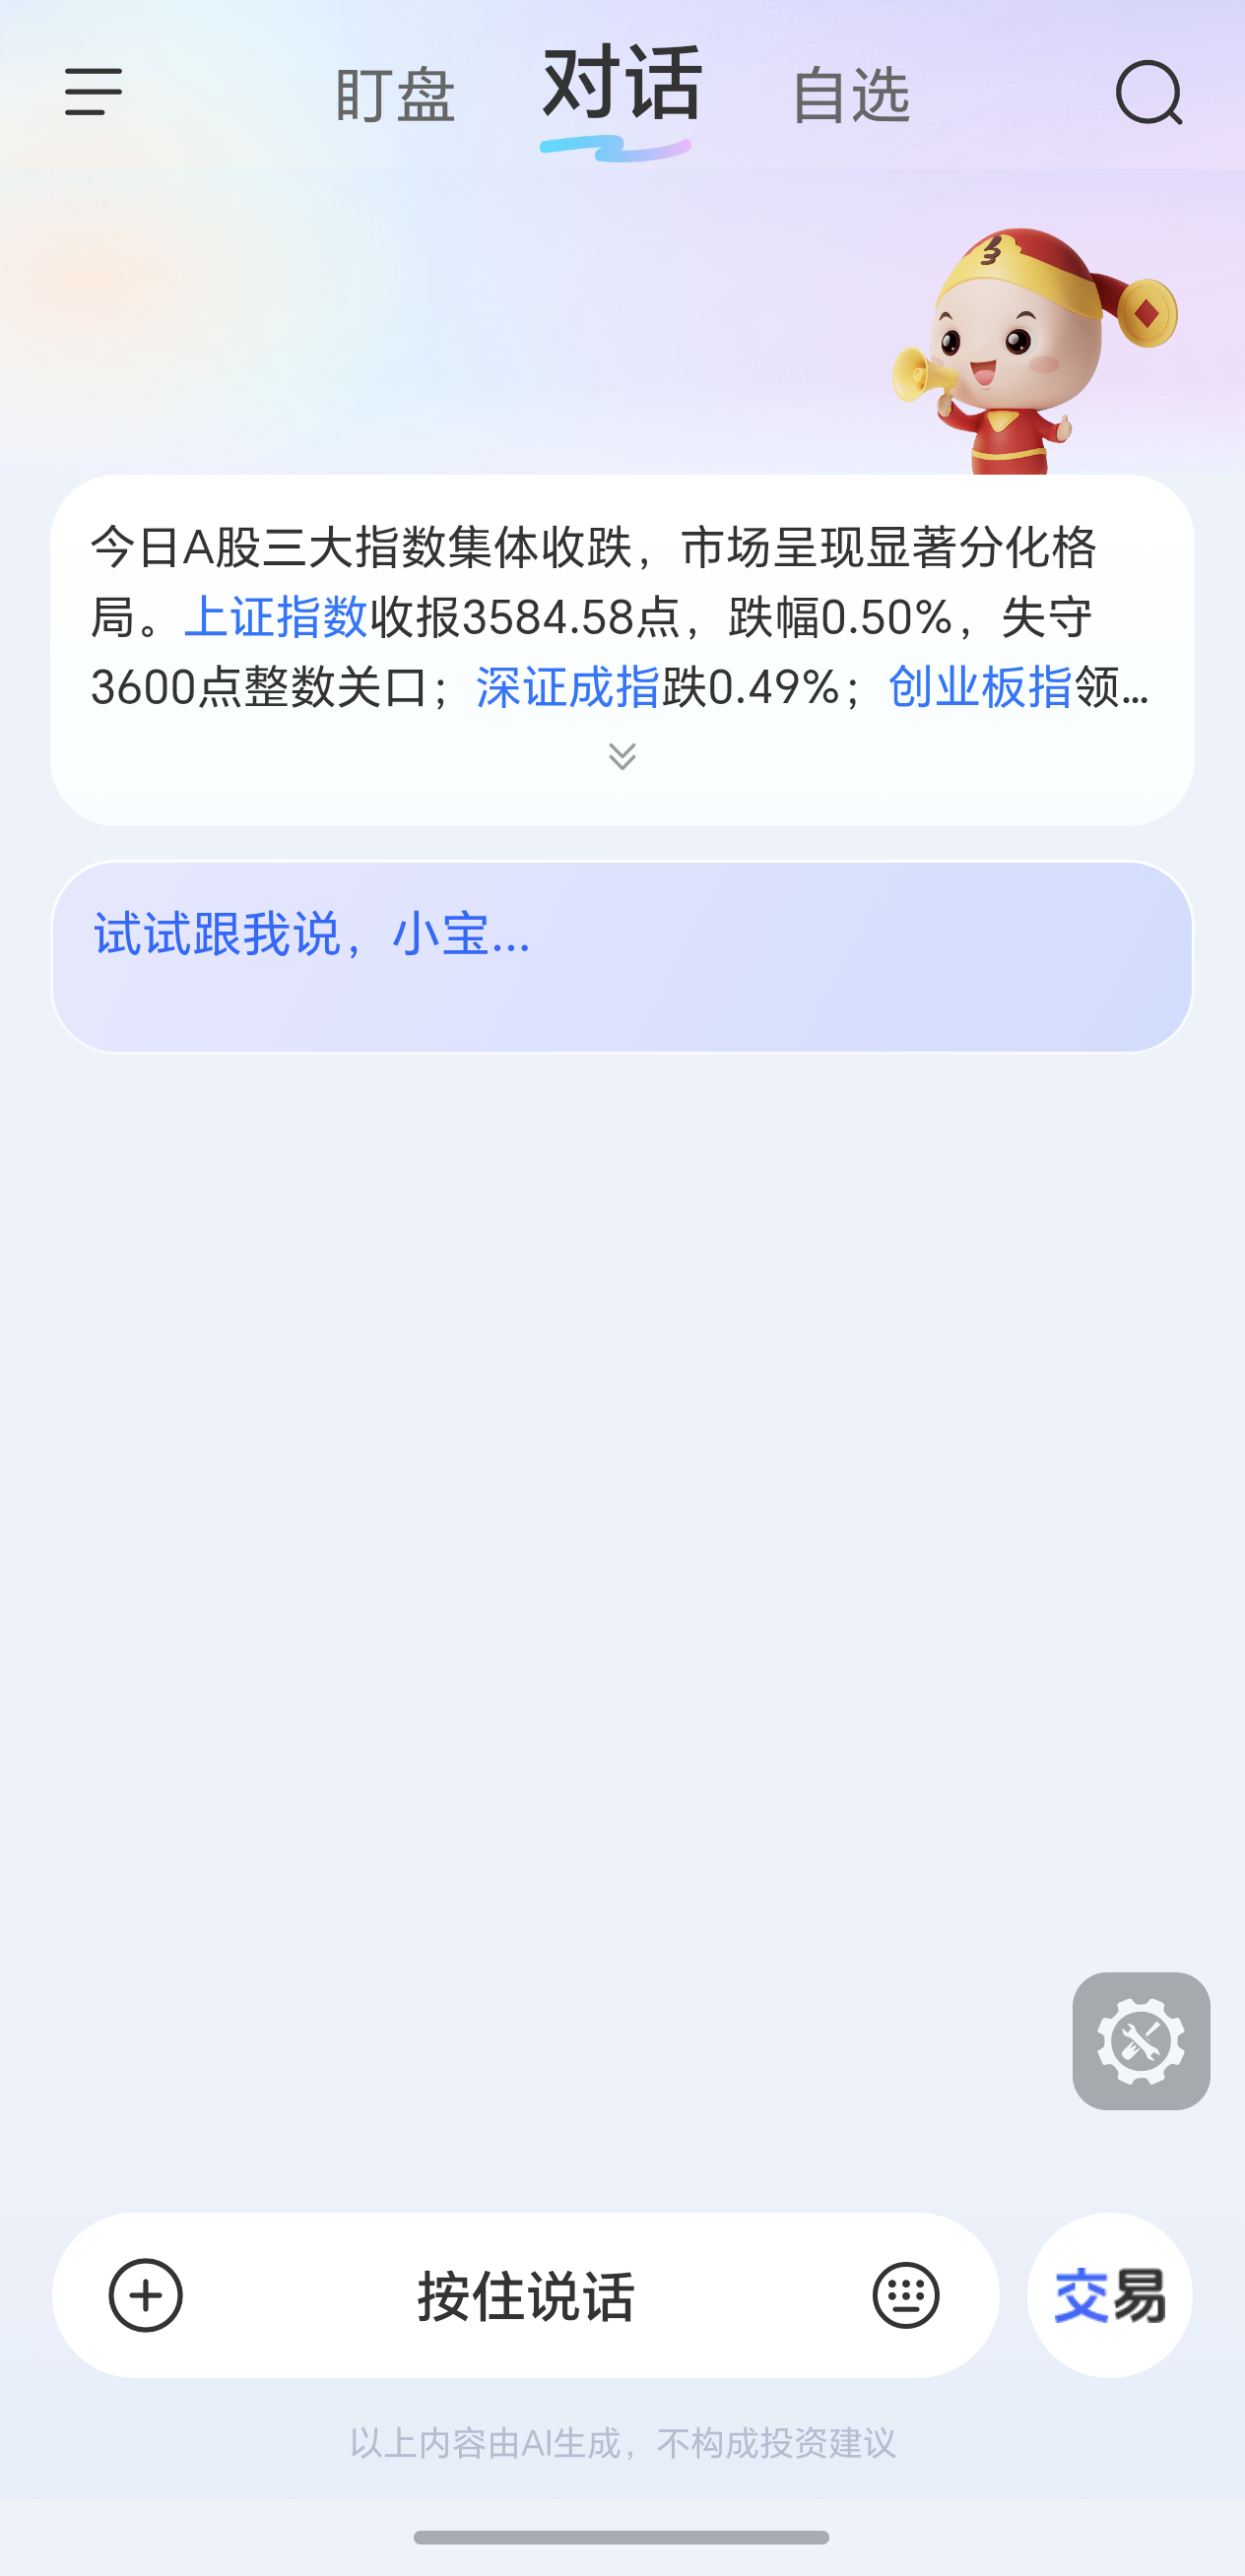 盯盘 对话 自选
今日A股三大指数集体收跌，市场呈现显著分化格
局。上证指数收报3584.58点，跌幅0.50%，失守
3600点整数关口；深证成指跌0.49%；创业板指领...
试试跟我说，小宝...
按住说话
交易
以上内容由AI生成，不构成投资建议